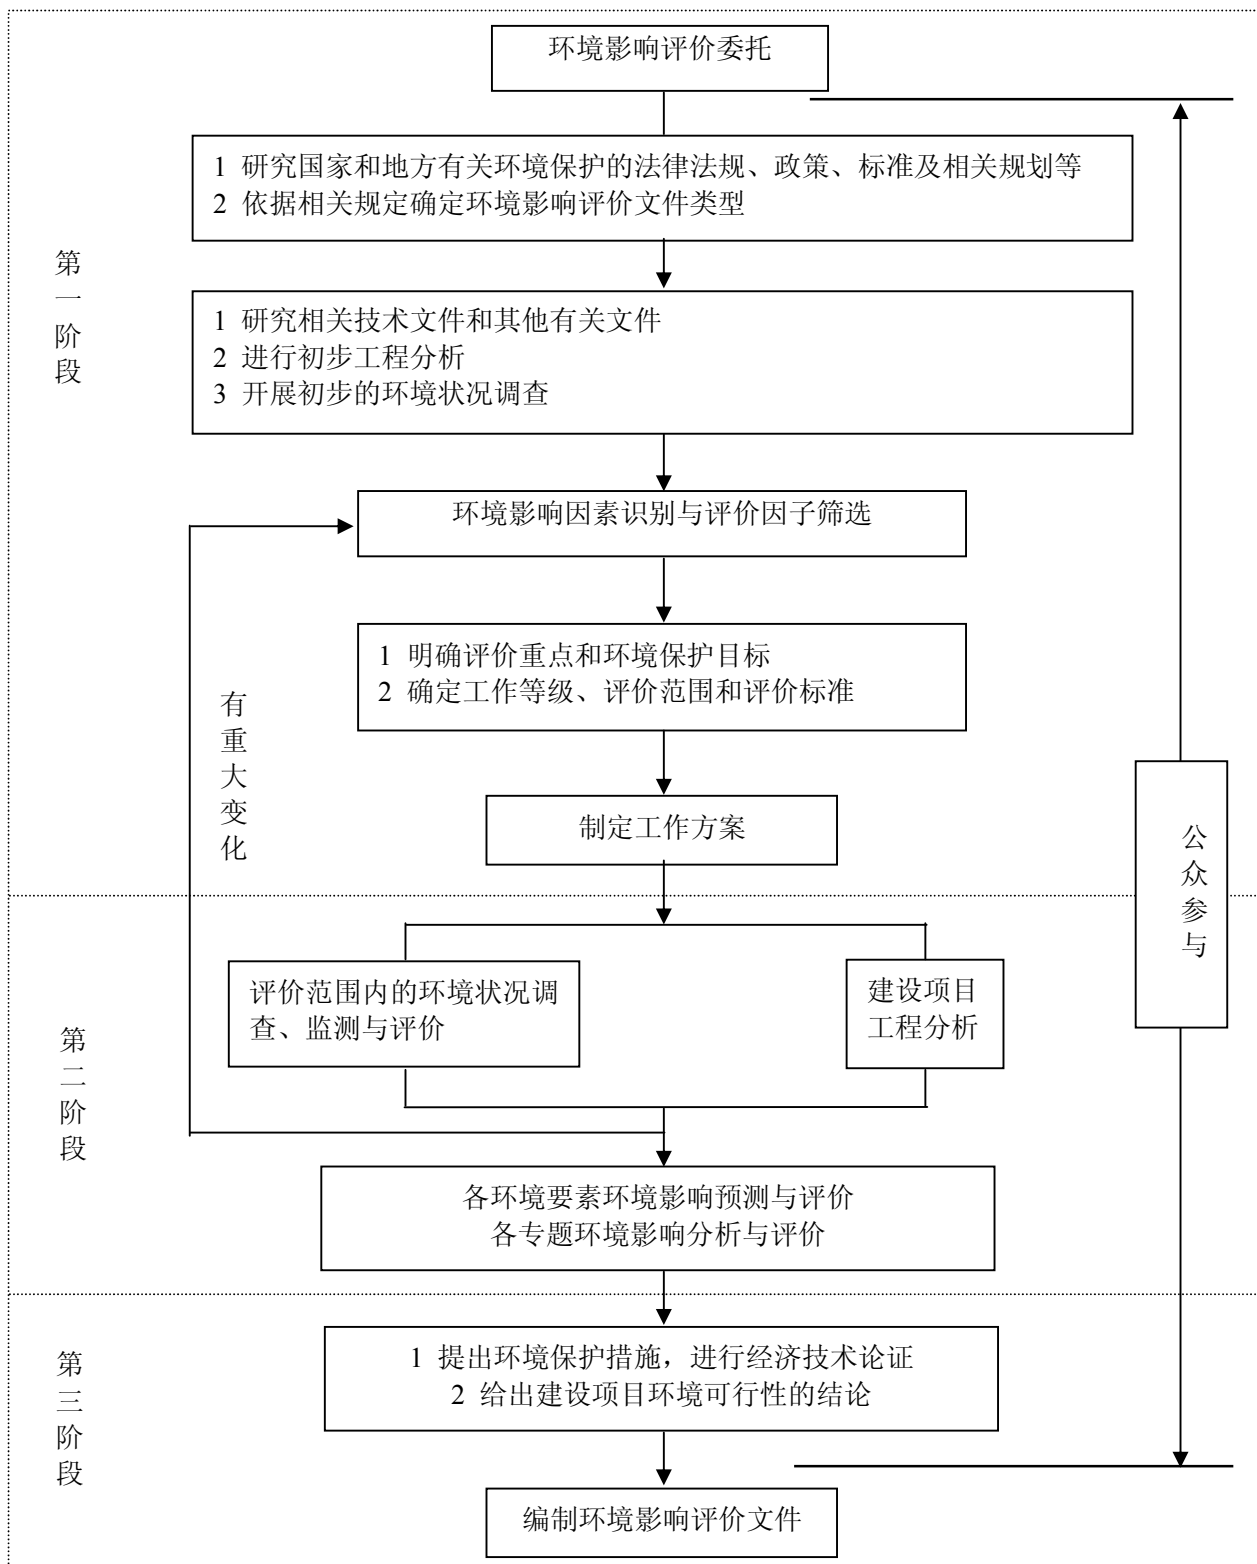 环境影响评价委托
1 研究国家和地方有关环境保护的法律法规、政策、标准及相关规划等
2 依据相关规定确定环境影响评价文件类型
第一阶段
1 研究相关技术文件和其他有关文件
2 进行初步工程分析
3 开展初步的环境状况调查
环境影响因素识别与评价因子筛选
1 明确评价重点和环境保护目标
2 确定工作等级、评价范围和评价标准
有重大变化
制定工作方案
公众参与
评价范围内的环境状况调
查、监测与评价
建设项目
工程分析
第二阶段
各环境要素环境影响预测与评价
各专题环境影响分析与评价
第三阶段
1 提出环境保护措施，进行经济技术论证
2 给出建设项目环境可行性的结论
编制环境影响评价文件